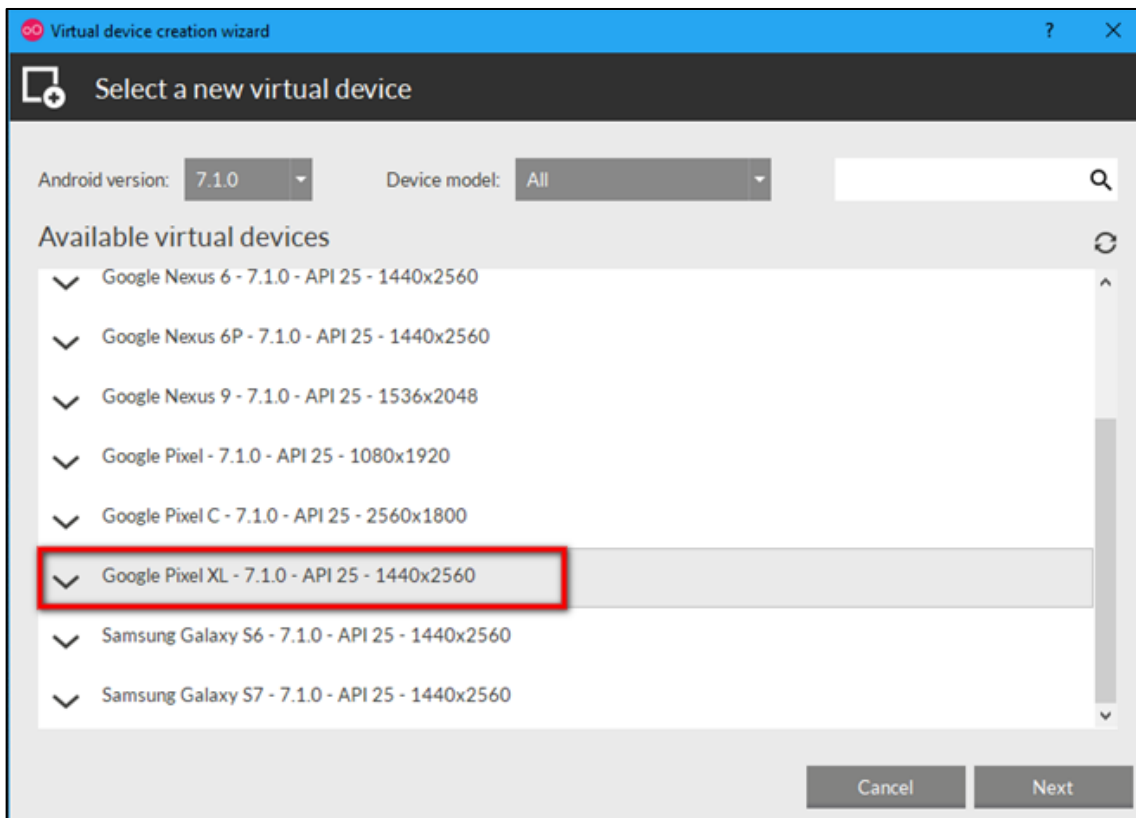 Virtual device creation wizard
Select a new virtual device
Android version: 7.1.0 Device model: All
Available virtual devices
Google Nexus 6 - 7.1.0 - API 25 - 1440x2560
Google Nexus 6P - 7.1.0 - API 25 - 1440x2560
Google Nexus 9 - 7.1.0 - API 25 - 1536x2048
Google Pixel - 7.1.0 - API 25 - 1080x1920
Google Pixel C - 7.1.0 - API 25 - 2560x1800
Google Pixel XL - 7.1.0 - API 25 - 1440x2560
Samsung Galaxy S6 - 7.1.0 - API 25 - 1440x2560
Samsung Galaxy S7 - 7.1.0 - API 25 - 1440x2560
Cancel Next